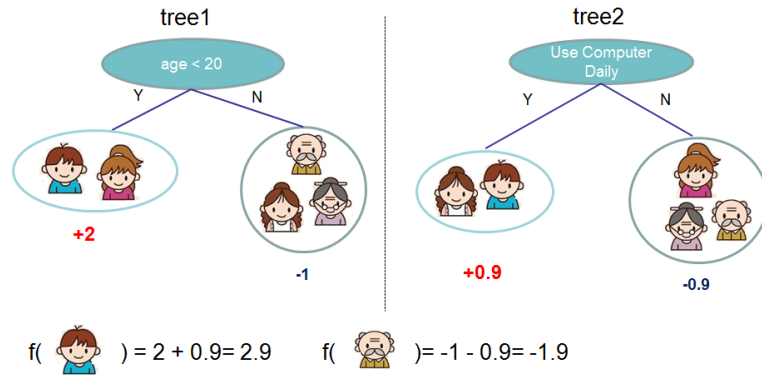 tree1
tree2
age < 20
Use Computer
Daily
Y
N
Y
N
+2
-1
+0.9
-0.9
f( ) = 2 + 0.9= 2.9
f( )= -1 - 0.9= -1.9